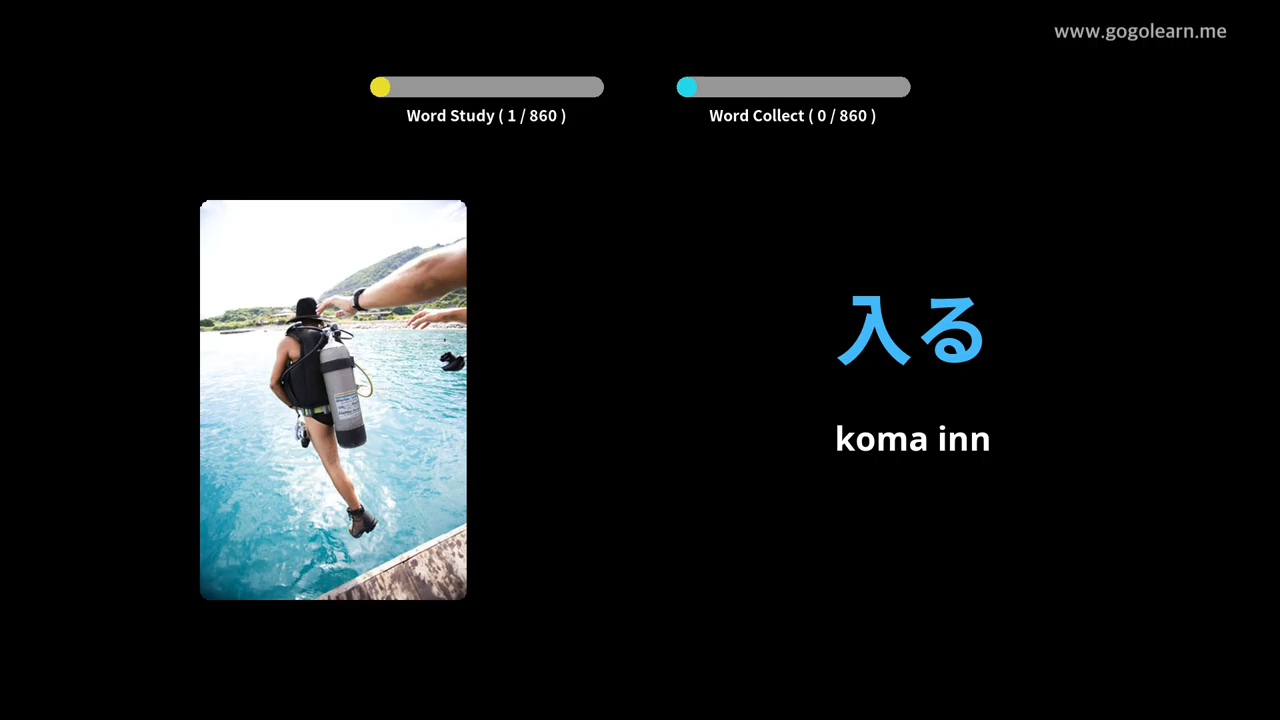 www.gogolearn.me
Word Study ( 1 / 860 )
Word Collect ( 0 / 860 )
入る
koma inn